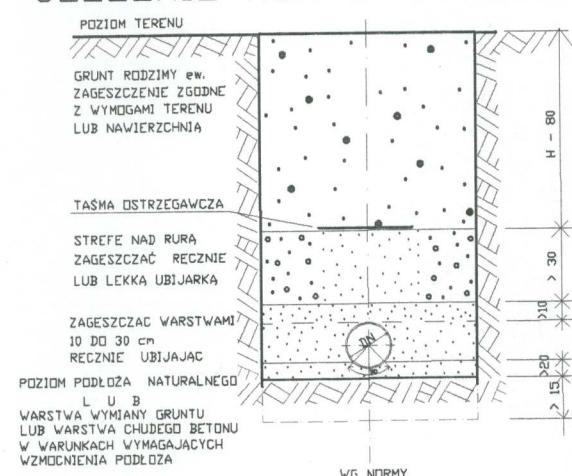 POZIOM TERENU
GRUNT RODZIMY ew.
ZAGESZCZENIE ZGODNE
Z WYMOGAMI TERENU
LUB NAWIERZCHNIĄ
H - 80
TAŚMA OSTRZEGAWCZA
STREFE NAD RURĄ
ZAGESZCZAĆ RECZNIE
LUB LEKKĄ UBIJARKĄ
> 30
ZAGESZCZAC WARSTWAMI
10 DO 30 cm
RECZNIE UBIJAJĄC
>10
DN
>20
POZIOM PODŁOŻA NATURALNEGO
L U B
WARSTWA WYMIANY GRUNTU
LUB WARSTWA CHUDEGO BETONU
W WARUNKACH WYMAGAJĄCYCH
WZMOCNIENIA PODŁOŻA
> 15
WG NORMY